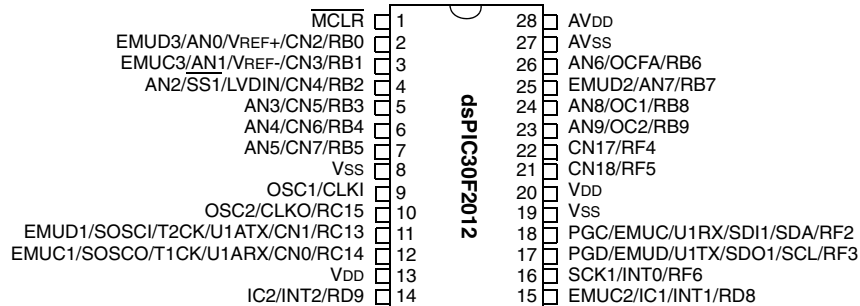 MCLR 1 28 AVDD
EMUD3/AN0/VREF+/CN2/RB0 2 27 AVSS
EMUC3/AN1/VREF-/CN3/RB1 3 26 AN6/OCFA/RB6
AN2/SS1/LVDIN/CN4/RB2 4 25 EMUD2/AN7/RB7
AN3/CN5/RB3 5 24 AN8/OC1/RB8
AN4/CN6/RB4 6 23 AN9/OC2/RB9
AN5/CN7/RB5 7 22 CN17/RF4
VSS 8 21 CN18/RF5
OSC1/CLKI 9 20 VDD
OSC2/CLKO/RC15 10 19 VSS
EMUD1/SOSCI/T2CK/U1ATX/CN1/RC13 11 18 PGC/EMUC/U1RX/SDI1/SDA/RF2
EMUC1/SOSCO/T1CK/U1ARX/CN0/RC14 12 17 PGD/EMUD/U1TX/SDO1/SCL/RF3
VDD 13 16 SCK1/INT0/RF6
IC2/INT2/RD9 14 15 EMUC2/IC1/INT1/RD8
dsPIC30F2012